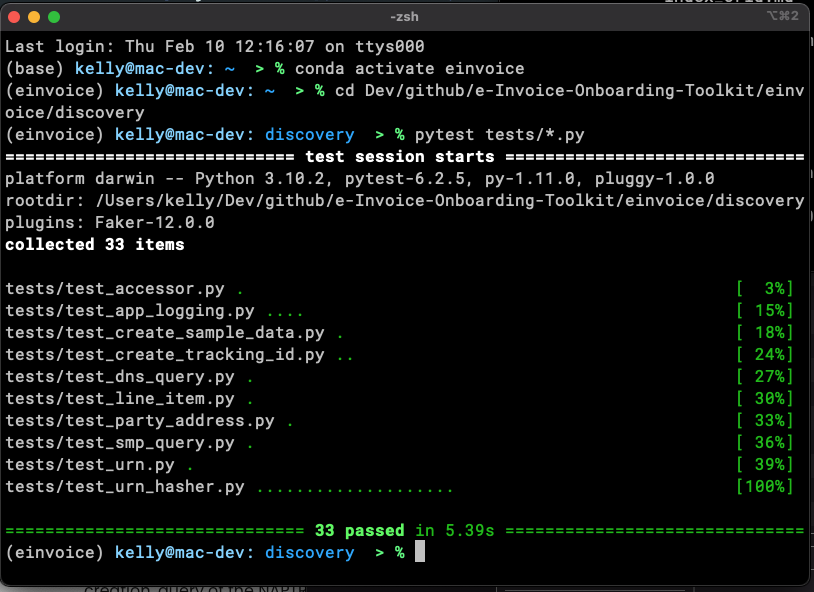 -zsh
⌥⌘2
Last login: Thu Feb 10 12:16:07 on ttys000
(base) kelly@mac-dev: ~  > % conda activate einvoice
(einvoice) kelly@mac-dev: ~  > % cd Dev/github/e-Invoice-Onboarding-Toolkit/einv
oice/discovery
(einvoice) kelly@mac-dev: discovery  > % pytest tests/*.py
============================= test session starts ==============================
platform darwin -- Python 3.10.2, pytest-6.2.5, py-1.11.0, pluggy-1.0.0
rootdir: /Users/kelly/Dev/github/e-Invoice-Onboarding-Toolkit/einvoice/discovery
plugins: Faker-12.0.0
collected 33 items
tests/test_accessor.py . [  3%]
tests/test_app_logging.py .... [ 15%]
tests/test_create_sample_data.py . [ 18%]
tests/test_create_tracking_id.py .. [ 24%]
tests/test_dns_query.py . [ 27%]
tests/test_line_item.py . [ 30%]
tests/test_party_address.py . [ 33%]
tests/test_smp_query.py . [ 36%]
tests/test_urn.py . [ 39%]
tests/test_urn_hasher.py .................... [100%]
============================== 33 passed in 5.39s ==============================
(einvoice) kelly@mac-dev: discovery  > %